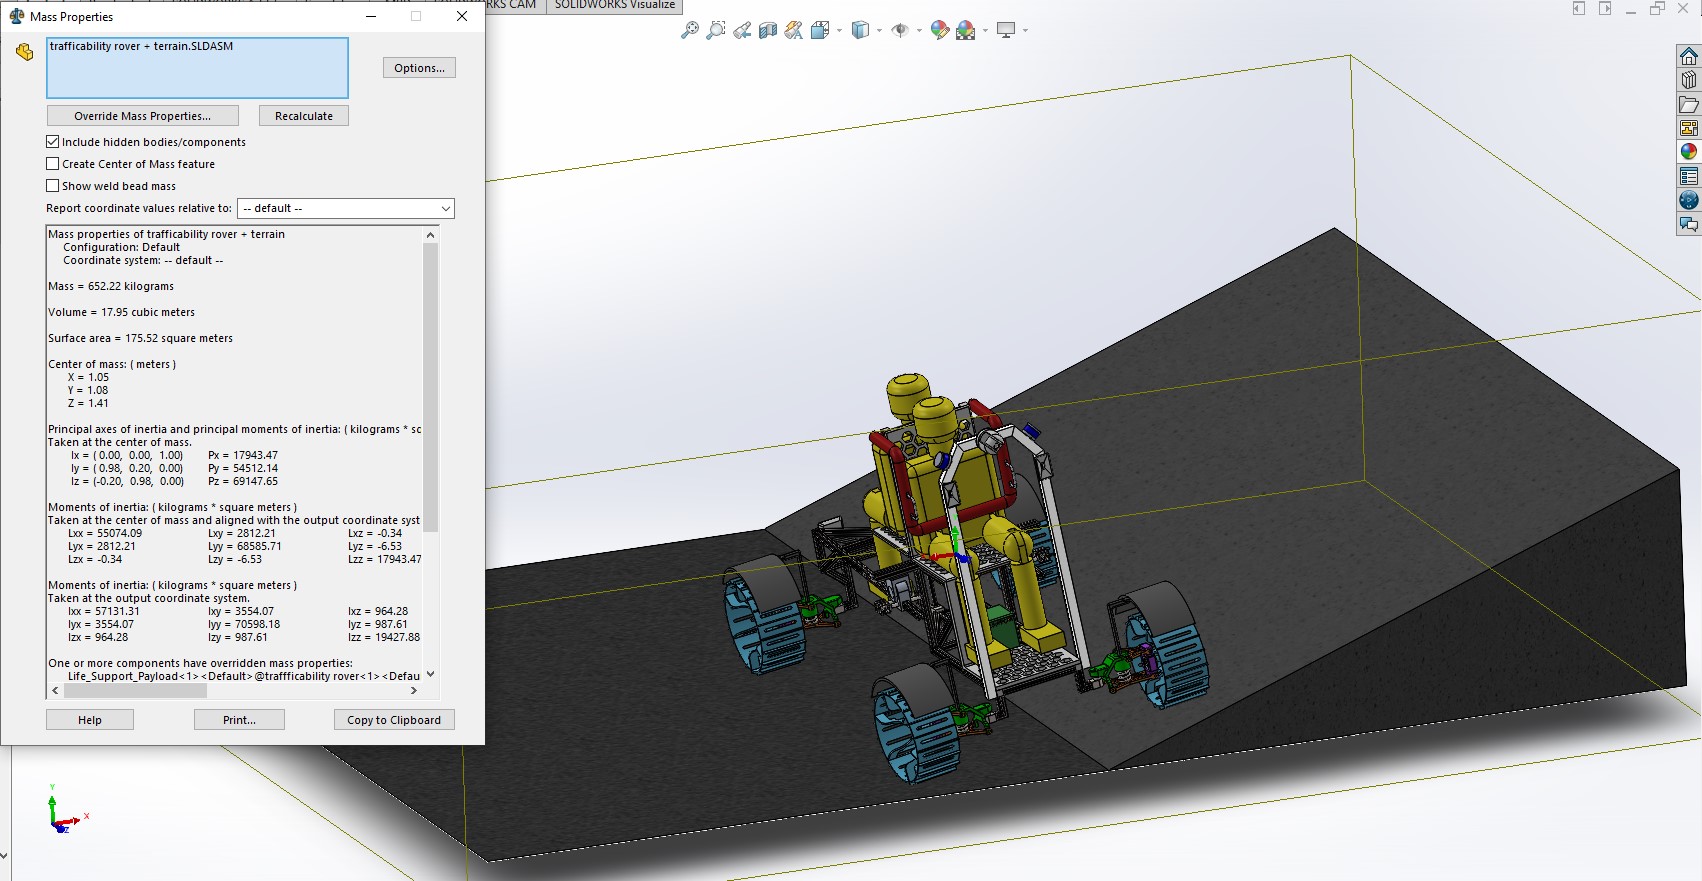 Mass Properties
KS CAM
SOLIDWORKS Visualize
trafficability rover + terrain.SLDASM
Options...
Override Mass Properties...
Recalculate
Include hidden bodies/components
Create Center of Mass feature
Show weld bead mass
Report coordinate values relative to:
-- default --
Mass properties of trafficability rover + terrain
Configuration: Default
Coordinate system: -- default --
Mass = 652.22 kilograms
Volume = 17.95 cubic meters
Surface area = 175.52 square meters
Center of mass: ( meters )
X = 1.05
Y = 1.08
Z = 1.41
Principal axes of inertia and principal moments of inertia: ( kilograms * sc
Taken at the center of mass.
Ix = ( 0.00, 0.00, 1.00) Px = 17943.47
Iy = ( 0.98, 0.20, 0.00) Py = 54512.14
Iz = (-0.20, 0.98, 0.00) Pz = 69147.65
Moments of inertia: ( kilograms * square meters )
Taken at the center of mass and aligned with the output coordinate syst
Lxx = 55074.09 Lxy = 2812.21 Lxz = -0.34
Lyx = 2812.21 Lyy = 68585.71 Lyz = -6.53
Lzx = -0.34 Lzy = -6.53 Lzz = 17943.47
Moments of inertia: ( kilograms * square meters )
Taken at the output coordinate system.
Ixx = 57131.31 Ixy = 3554.07 Ixz = 964.28
Iyx = 3554.07 Iyy = 70598.18 Iyz = 987.61
Izx = 964.28 Izy = 987.61 Izz = 19427.88
One or more components have overridden mass properties:
Life_Support_Payload<1><Default>@traffficability rover<1><Defau
Help
Print...
Copy to Clipboard
Y
X
Z